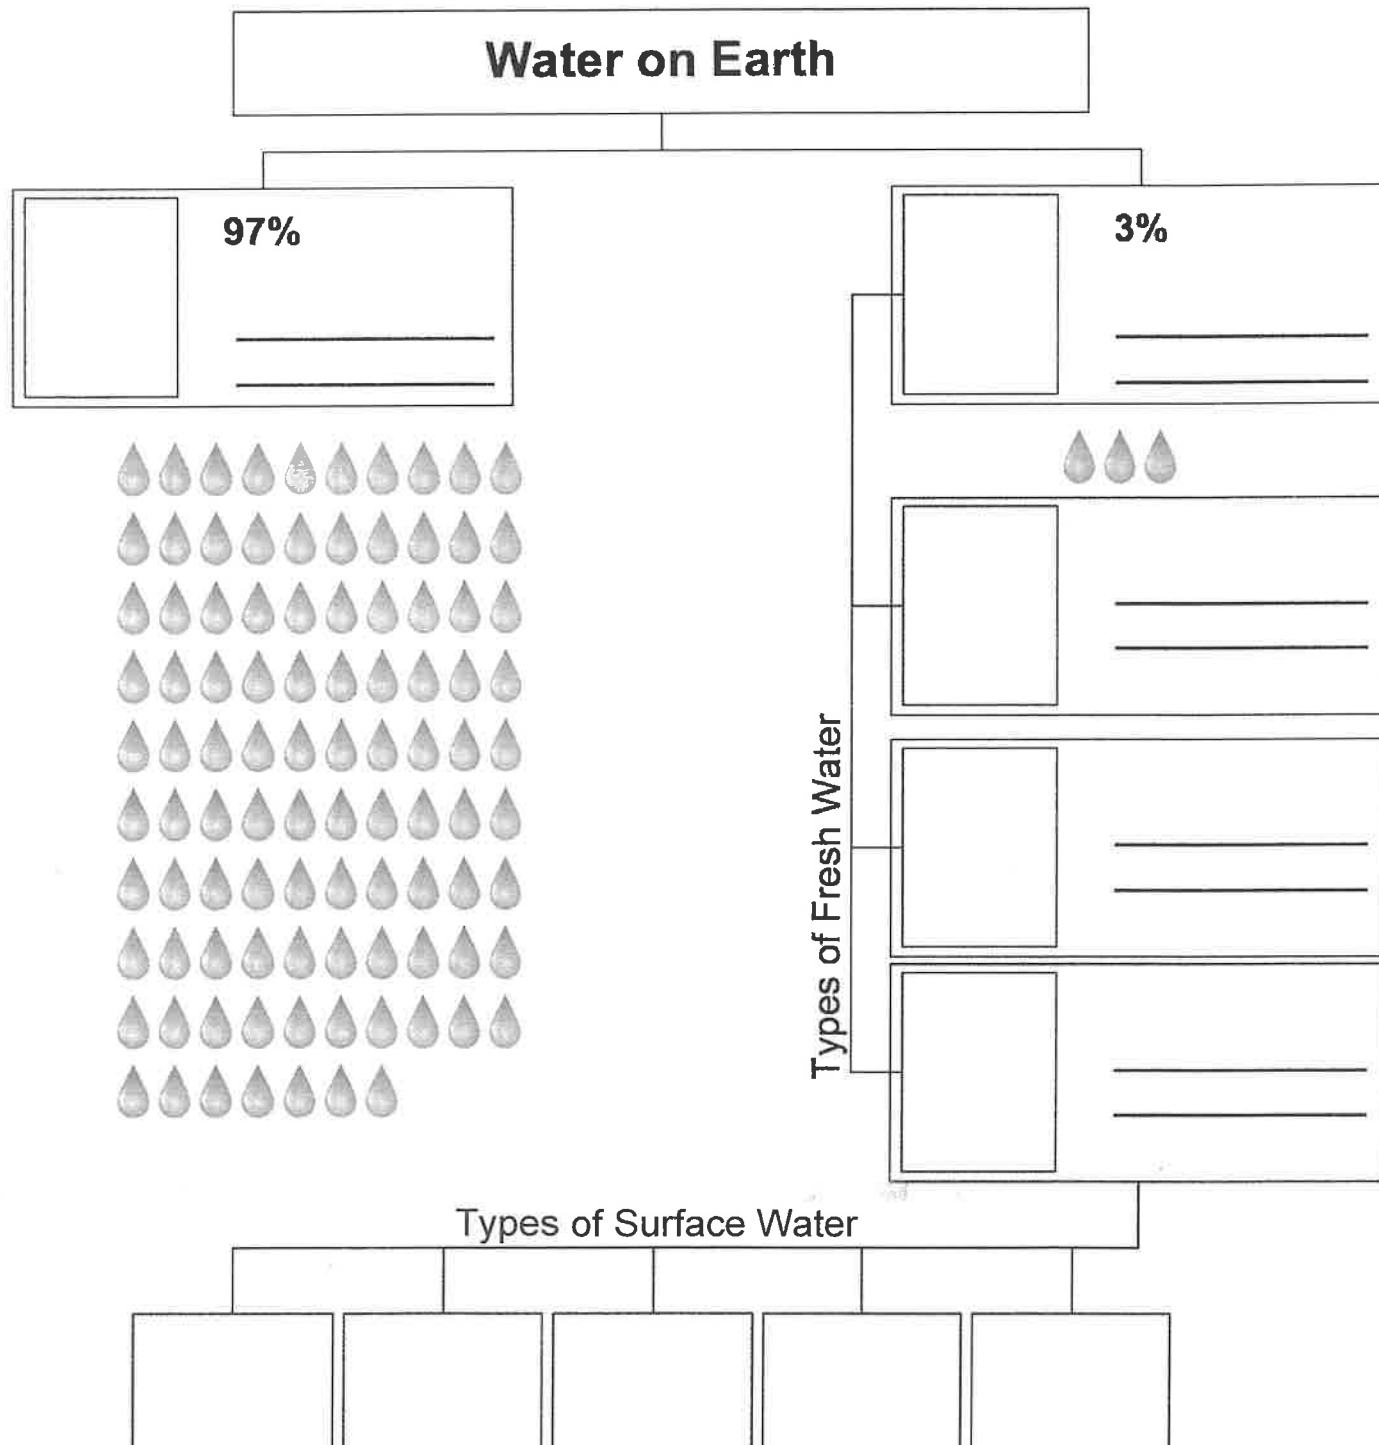 Water on Earth
97%
3%
Types of Fresh Water
Types of Surface Water